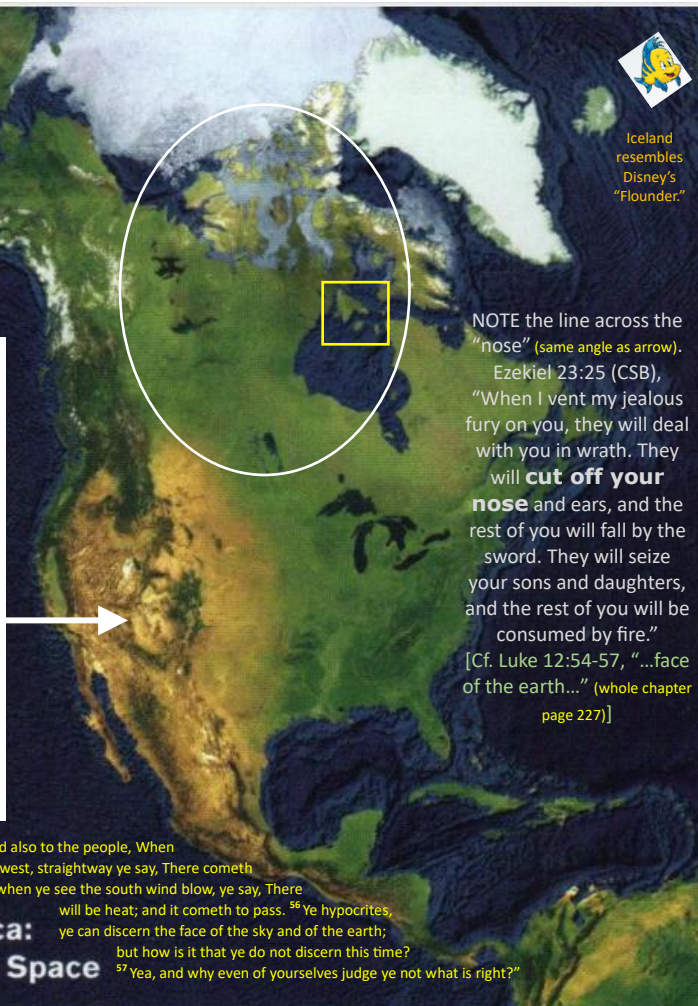 Iceland
resembles
Disney's
“Flounder.”
NOTE the line across the
“nose” (same angle as arrow).
Ezekiel 23:25 (CSB),
“When I vent my jealous
fury on you, they will deal
with you in wrath. They
will cut off your
nose and ears, and the
rest of you will fall by the
sword. They will seize
your sons and daughters,
and the rest of you will be
consumed by fire.”
[Cf. Luke 12:54-57, “…face
of the earth…” (whole chapter
page 227)]
also to the people, When
west, straightway ye say, There cometh
when ye see the south wind blow, ye say, There
will be heat; and it cometh to pass. 56 Ye hypocrites,
ye can discern the face of the sky and of the earth;
but how is it that ye do not discern this time?
57 Yea, and why even of yourselves judge ye not what is right?”
ca:
Space